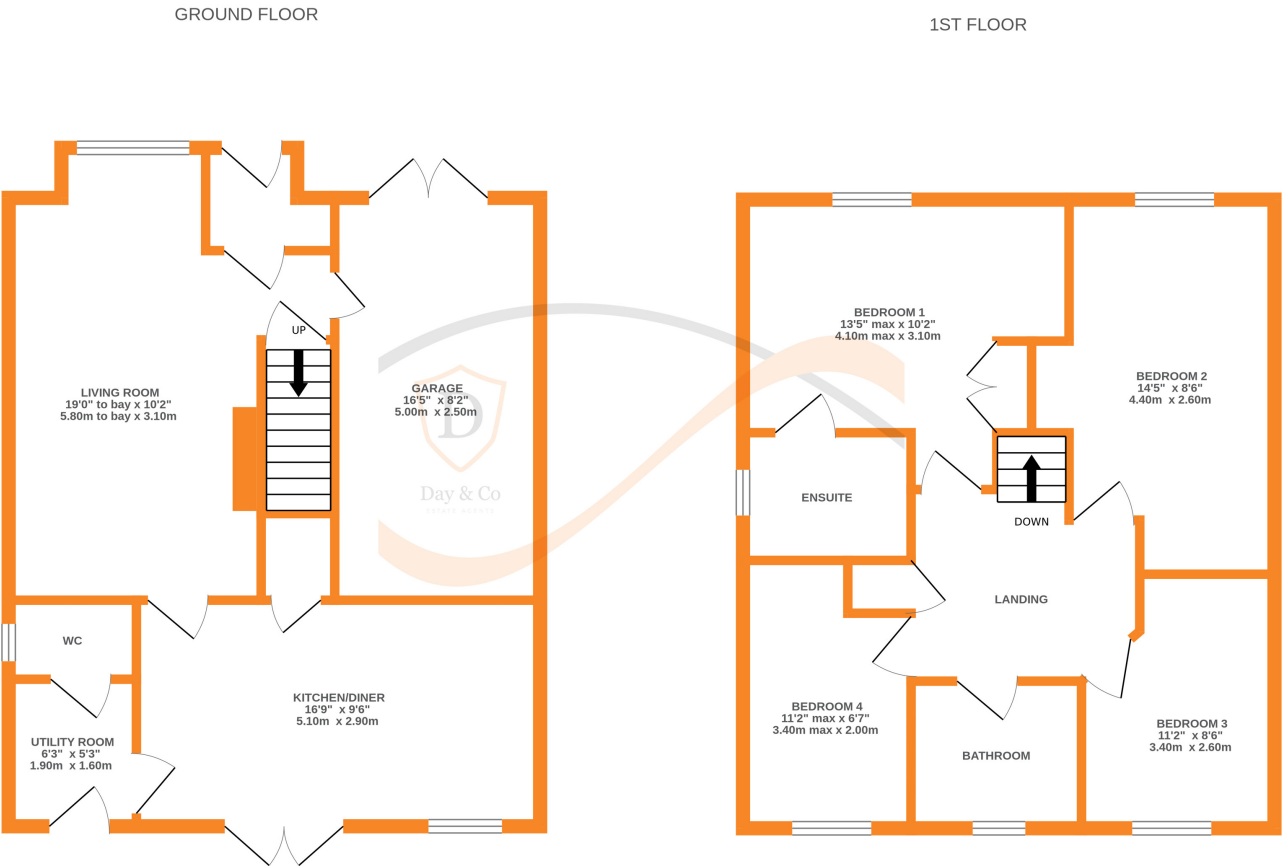 GROUND FLOOR
1ST FLOOR
UP
LIVING ROOM
19'0" to bay x 10'2"
5.80m to bay x 3.10m
GARAGE
16'5" x 8'2"
5.00m x 2.50m
D
Day & Co
ESTATE AGENTS
WC
KITCHEN/DINER
16'9" x 9'6"
5.10m x 2.90m
UTILITY ROOM
6'3" x 5'3"
1.90m x 1.60m
BEDROOM 1
13'5" max x 10'2"
4.10m max x 3.10m
BEDROOM 2
14'5" x 8'6"
4.40m x 2.60m
ENSUITE
DOWN
LANDING
BEDROOM 4
11'2" max x 6'7"
3.40m max x 2.00m
BATHROOM
BEDROOM 3
11'2" x 8'6"
3.40m x 2.60m